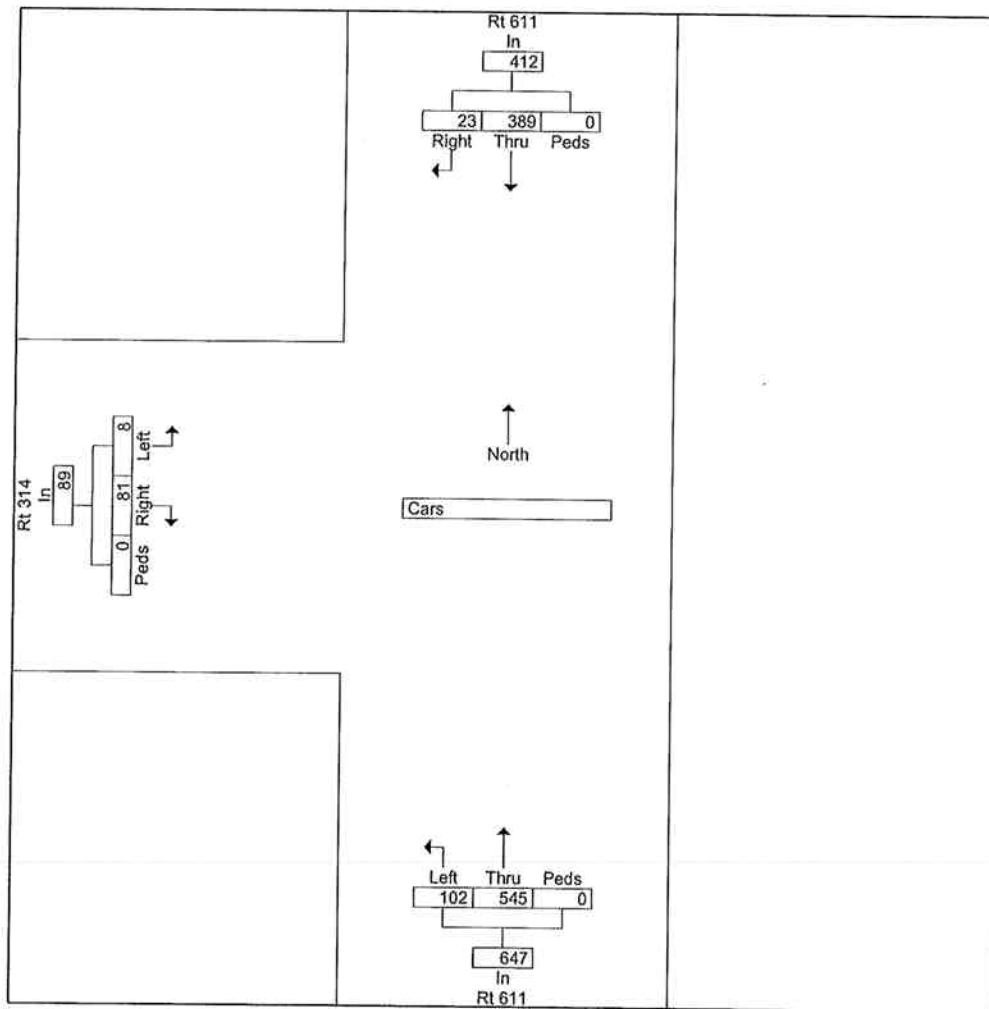 Rt 611
In
412
23 389 0
Right Thru Peds
Rt 314
In
89
8 81 0
Left Right Peds
North
Cars
Left Thru Peds
102 545 0
647
In
Rt 611